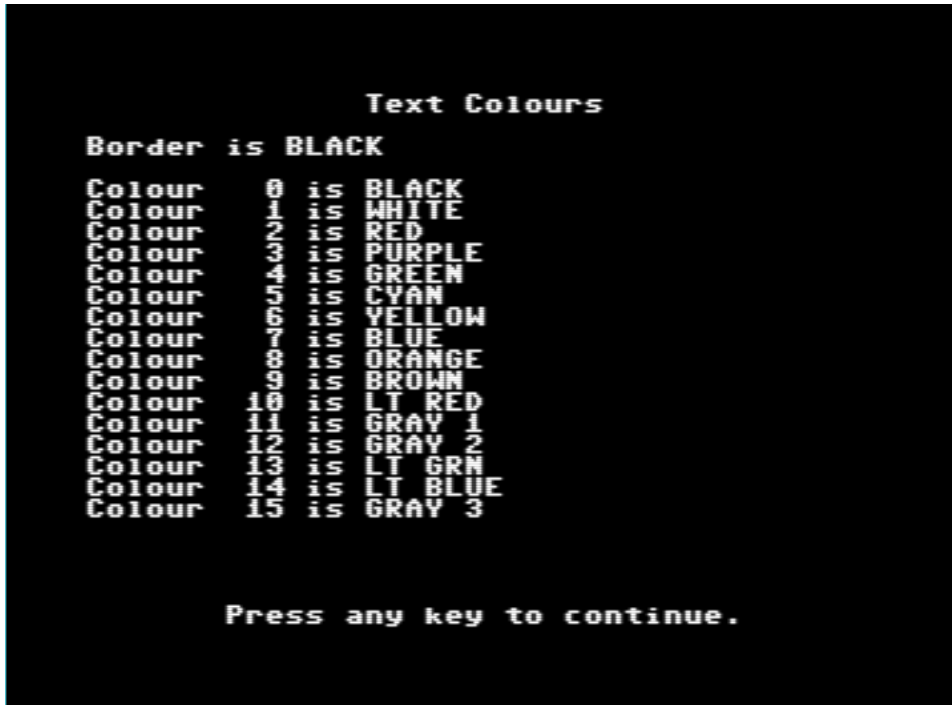 Text Colours
Border is BLACK
Colour 0 is BLACK
Colour 1 is WHITE
Colour 2 is RED
Colour 3 is PURPLE
Colour 4 is GREEN
Colour 5 is CYAN
Colour 6 is YELLOW
Colour 7 is BLUE
Colour 8 is ORANGE
Colour 9 is BROWN
Colour 10 is LT RED
Colour 11 is GRAY 1
Colour 12 is GRAY 2
Colour 13 is LT GRN
Colour 14 is LT BLUE
Colour 15 is GRAY 3
Press any key to continue.